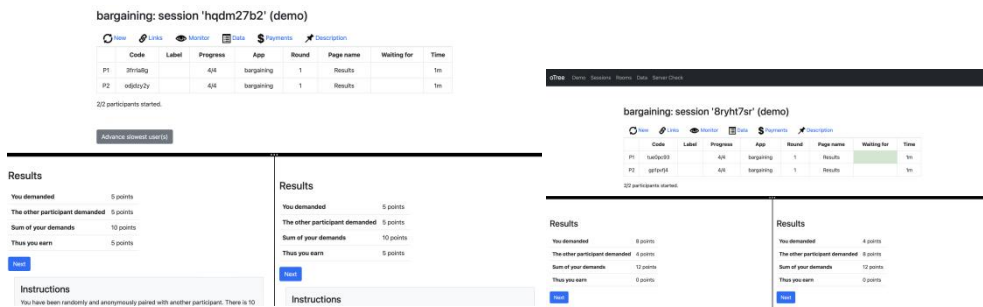 bargaining: session 'hqdm27b2' (demo)
New Links Monitor Data Payments Description
Code Label Progress App Round Page name Waiting for Time
P1 3frrla8g 4/4 bargaining 1 Results 1m
P2 odjdzy2y 4/4 bargaining 1 Results 1m
2/2 participants started.
Advance slowest user(s)
Results
You demanded 5 points
The other participant demanded 5 points
Sum of your demands 10 points
Thus you earn 5 points
Next
Instructions
You have been randomly and anonymously paired with another participant. There is 10
Results
You demanded 5 points
The other participant demanded 5 points
Sum of your demands 10 points
Thus you earn 5 points
Next
Instructions
oTree Demo Sessions Rooms Data Server Check
bargaining: session '8ryht7sr' (demo)
New Links Monitor Data Payments Description
Code Label Progress App Round Page name Waiting for Time
P1 4/4 bargaining 1 Results 1m
P2 4/4 bargaining 1 Results 1m
2/2 participants started.
Results
You demanded 8 points
The other participant demanded 4 points
Sum of your demands 12 points
Thus you earn 0 points
Next
Results
You demanded 4 points
The other participant demanded 8 points
Sum of your demands 12 points
Thus you earn 0 points
Next